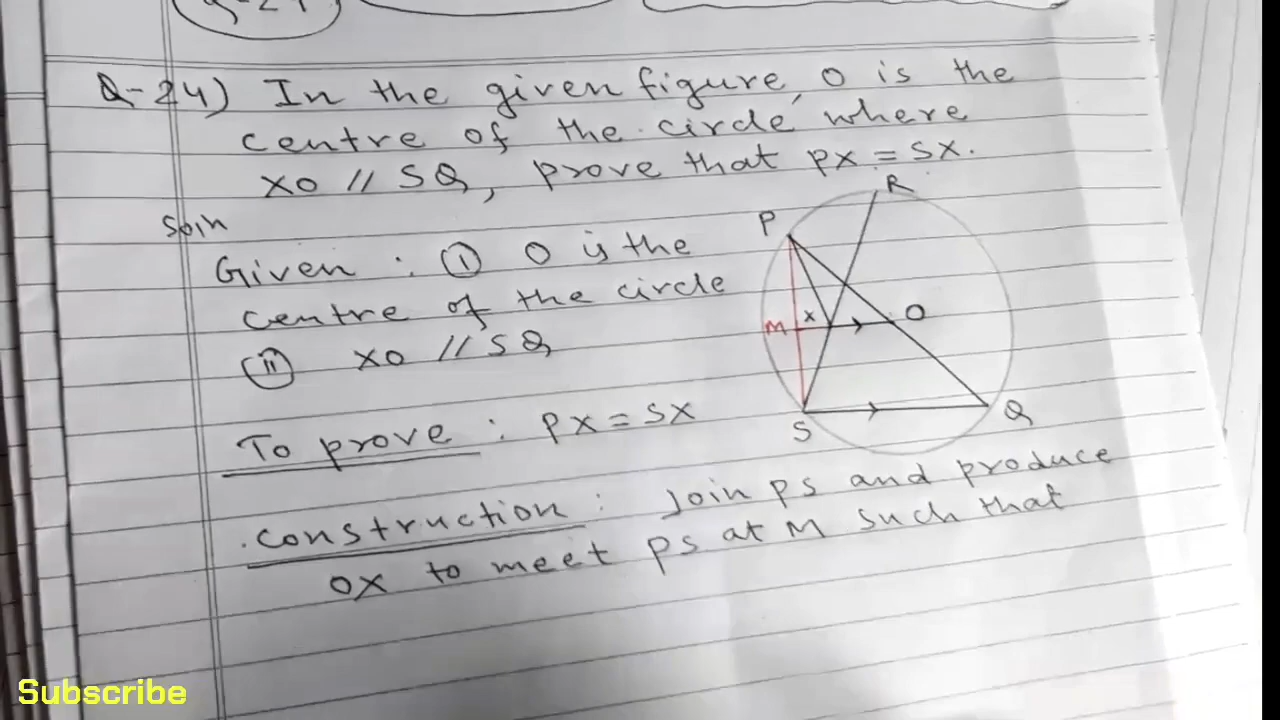 Q-24) In the given figure, O is the
centre of the circle where
XO // SQ, prove that PX = SX.
Soln
Given : (i) O is the
centre of the circle
(ii) XO // SQ
To prove : PX = SX
Construction : Join PS and produce
OX to meet PS at M such that
R
P
M
X
O
S
Q
Subscribe